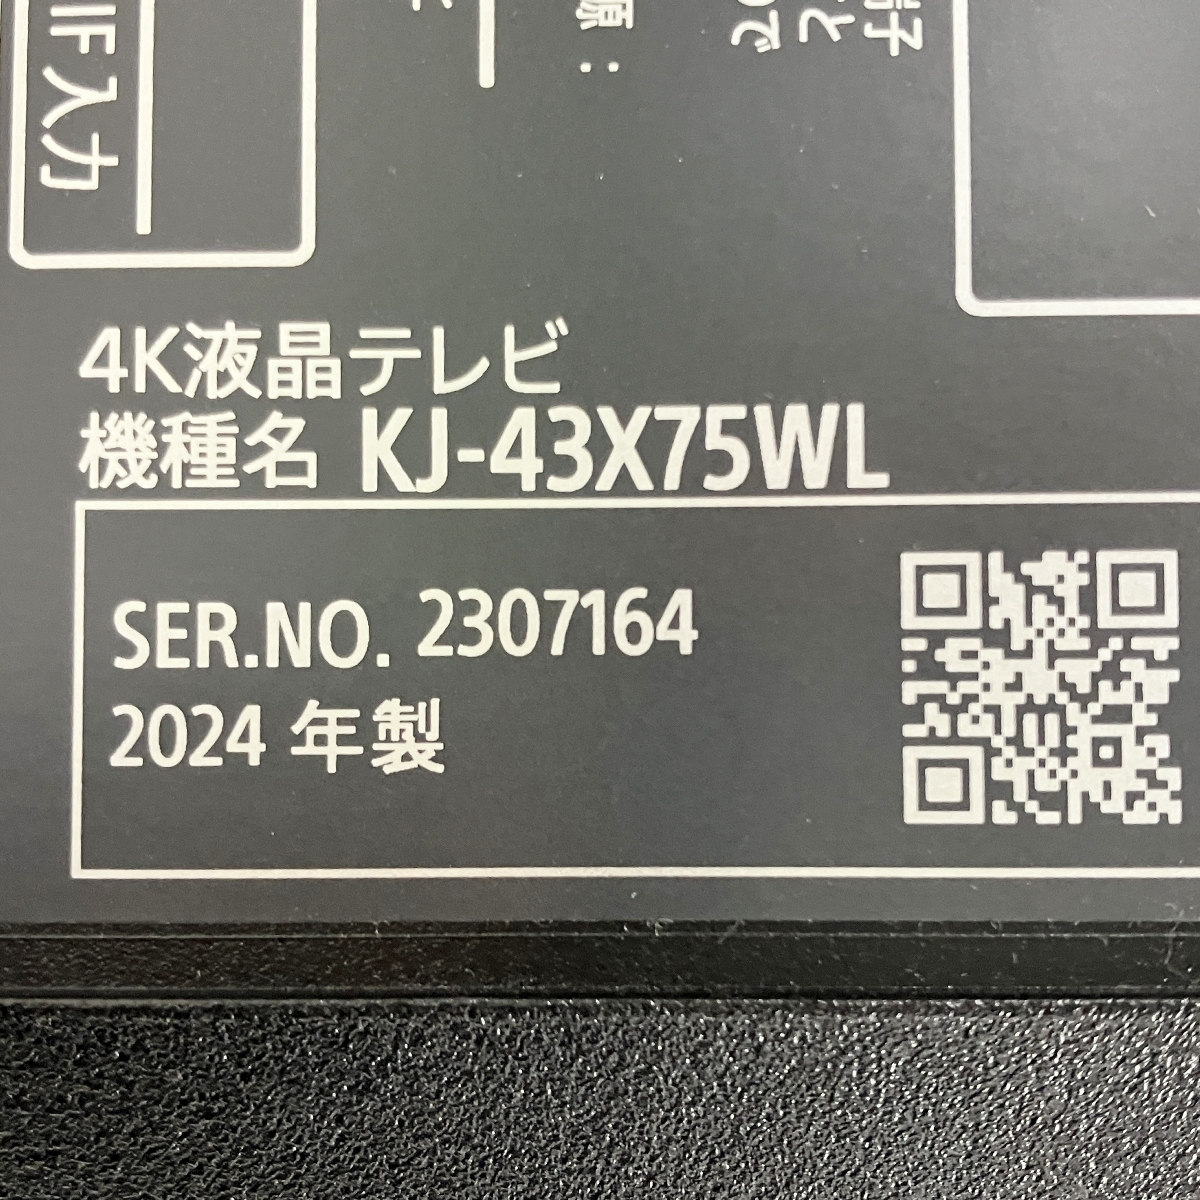 IF入力
源：
4K液晶テレビ
機種名 KJ-43X75WL
SER.NO. 2307164
2024 年製